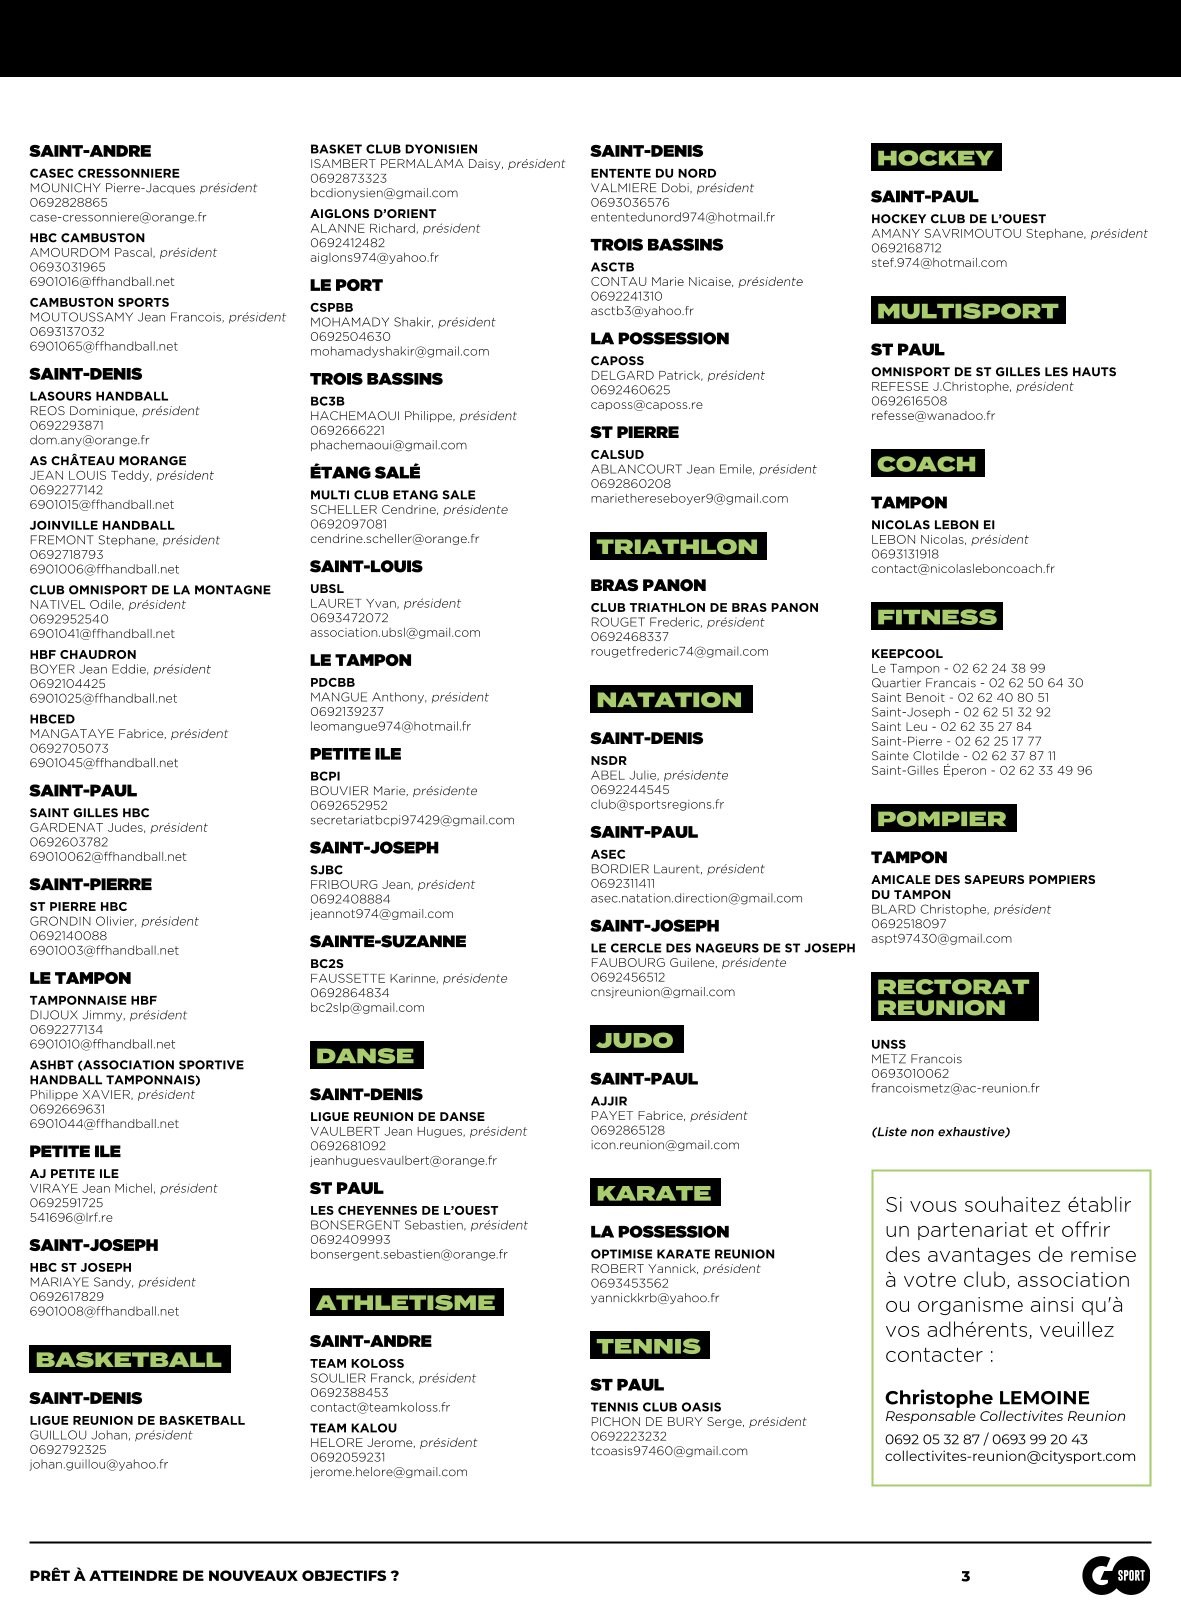 SAINT-ANDRE
CASEC CRESSONNIERE
MOUNICHY Pierre-Jacques président
0692828865
case-cressonniere@orange.fr
HBC CAMBUSTON
AMOURDOM Pascal, président
0693031965
6901016@ffhandball.net
CAMBUSTON SPORTS
MOUTOUSSAMY Jean Francois, président
0693137032
6901065@ffhandball.net
SAINT-DENIS
LASOURS HANDBALL
REOS Dominique, président
0692293871
dom.any@orange.fr
AS CHÂTEAU MORANGE
JEAN LOUIS Teddy, président
0692277142
6901015@ffhandball.net
JOINVILLE HANDBALL
FREMONT Stephane, président
0692718793
6901006@ffhandball.net
CLUB OMNISPORT DE LA MONTAGNE
NATIVEL Odile, président
0692952540
6901041@ffhandball.net
HBF CHAUDRON
BOYER Jean Eddie, président
0692104425
6901025@ffhandball.net
HBCED
MANGATAYE Fabrice, président
0692705073
6901045@ffhandball.net
SAINT-PAUL
SAINT GILLES HBC
GARDENAT Judes, président
0692603782
69010062@ffhandball.net
SAINT-PIERRE
ST PIERRE HBC
GRONDIN Olivier, président
0692140088
6901003@ffhandball.net
LE TAMPON
TAMPONNAISE HBF
DIJOUX Jimmy, président
0692277134
6901010@ffhandball.net
ASHBT (ASSOCIATION SPORTIVE
HANDBALL TAMPONNAIS)
Philippe XAVIER, président
0692669631
6901044@ffhandball.net
PETITE ILE
AJ PETITE ILE
VIRAYE Jean Michel, président
0692591725
541696@lrf.re
SAINT-JOSEPH
HBC ST JOSEPH
MARIAYE Sandy, président
0692617829
6901008@ffhandball.net
BASKETBALL
SAINT-DENIS
LIGUE REUNION DE BASKETBALL
GUILLOU Johan, président
0692792325
johan.guillou@yahoo.fr
BASKET CLUB DYONISIEN
ISAMBERT PERMALAMA Daisy, président
0692873323
bcdionysien@gmail.com
AIGLONS D'ORIENT
ALANNE Richard, président
0692412482
aiglons974@yahoo.fr
LE PORT
CSPBB
MOHAMADY Shakir, président
0692504630
mohamadyshakir@gmail.com
TROIS BASSINS
BC3B
HACHEMAOUI Philippe, président
0692666221
phachemaoui@gmail.com
ÉTANG SALÉ
MULTI CLUB ETANG SALE
SCHELLER Cendrine, présidente
0692097081
cendrine.scheller@orange.fr
SAINT-LOUIS
UBSL
LAURET Yvan, président
0693472072
association.ubsl@gmail.com
LE TAMPON
PDCBB
MANGUE Anthony, président
0692139237
leomangue974@hotmail.fr
PETITE ILE
BCPI
BOUVIER Marie, présidente
0692652952
secretariatbcpi97429@gmail.com
SAINT-JOSEPH
SJBC
FRIBOURG Jean, président
0692408884
jeannot974@gmail.com
SAINTE-SUZANNE
BC2S
FAUSSETTE Karinne, présidente
0692864834
bc2slp@gmail.com
DANSE
SAINT-DENIS
LIGUE REUNION DE DANSE
VAULBERT Jean Hugues, président
0692681092
jeanhuguesvaulbert@orange.fr
ST PAUL
LES CHEYENNES DE L'OUEST
BONSERGENT Sebastien, président
0692409993
bonsergent.sebastien@orange.fr
ATHLETISME
SAINT-ANDRE
TEAM KOLOSS
SOULIER Franck, président
0692388453
contact@teamkoloss.fr
TEAM KALOU
HELORE Jerome, président
0692059231
jerome.helore@gmail.com
SAINT-DENIS
ENTENTE DU NORD
VALMIERE Dobi, président
0693036576
ententedunord974@hotmail.fr
TROIS BASSINS
ASCTB
CONTAU Marie Nicaise, présidente
0692241310
asctb3@yahoo.fr
LA POSSESSION
CAPOSS
DELGARD Patrick, président
0692460625
caposs@caposs.re
ST PIERRE
CALSUD
ABLANCOURT Jean Emile, président
0692860208
mariethereseboyer9@gmail.com
TRIATHLON
BRAS PANON
CLUB TRIATHLON DE BRAS PANON
ROUGET Frederic, président
0692468337
rougetfrederic74@gmail.com
NATATION
SAINT-DENIS
NSDR
ABEL Julie, présidente
0692244545
club@sportsregions.fr
SAINT-PAUL
ASEC
BORDIER Laurent, président
0692311411
asec.natation.direction@gmail.com
SAINT-JOSEPH
LE CERCLE DES NAGEURS DE ST JOSEPH
FAUBOURG Guilene, présidente
0692456512
cnsjreunion@gmail.com
JUDO
SAINT-PAUL
AJJIR
PAYET Fabrice, président
0692865128
icon.reunion@gmail.com
KARATE
LA POSSESSION
OPTIMISE KARATE REUNION
ROBERT Yannick, président
0693453562
yannickkrb@yahoo.fr
TENNIS
ST PAUL
TENNIS CLUB OASIS
PICHON DE BURY Serge, président
0692223232
tcoasis97460@gmail.com
HOCKEY
SAINT-PAUL
HOCKEY CLUB DE L'OUEST
AMANY SAVRIMOUTOU Stephane, président
0692168712
stef.974@hotmail.com
MULTISPORT
ST PAUL
OMNISPORT DE ST GILLES LES HAUTS
REFESSE J.Christophe, président
0692616508
refesse@wanadoo.fr
COACH
TAMPON
NICOLAS LEBON EI
LEBON Nicolas, président
0693131918
contact@nicolasleboncoach.fr
FITNESS
KEEPCOOL
Le Tampon - 02 62 24 38 99
Quartier Francais - 02 62 50 64 30
Saint Benoit - 02 62 40 80 51
Saint-Joseph - 02 62 51 32 92
Saint Leu - 02 62 35 27 84
Saint-Pierre - 02 62 25 17 77
Sainte Clotilde - 02 62 37 87 11
Saint-Gilles Éperon - 02 62 33 49 96
POMPIER
TAMPON
AMICALE DES SAPEURS POMPIERS
DU TAMPON
BLARD Christophe, président
0692518097
aspt97430@gmail.com
RECTORAT
REUNION
UNSS
METZ Francois
0693010062
francoismetz@ac-reunion.fr
(Liste non exhaustive)
Si vous souhaitez établir
un partenariat et offrir
des avantages de remise
à votre club, association
ou organisme ainsi qu'à
vos adhérents, veuillez
contacter :
Christophe LEMOINE
Responsable Collectivites Reunion
0692 05 32 87 / 0693 99 20 43
collectivites-reunion@citysport.com
PRÊT À ATTEINDRE DE NOUVEAUX OBJECTIFS ?
3
GO SPORT